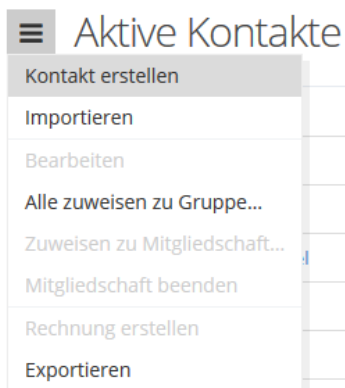 Aktive Kontakte
Kontakt erstellen
Importieren
Bearbeiten
Alle zuweisen zu Gruppe...
Zuweisen zu Mitgliedschaft...
Mitgliedschaft beenden
Rechnung erstellen
Exportieren